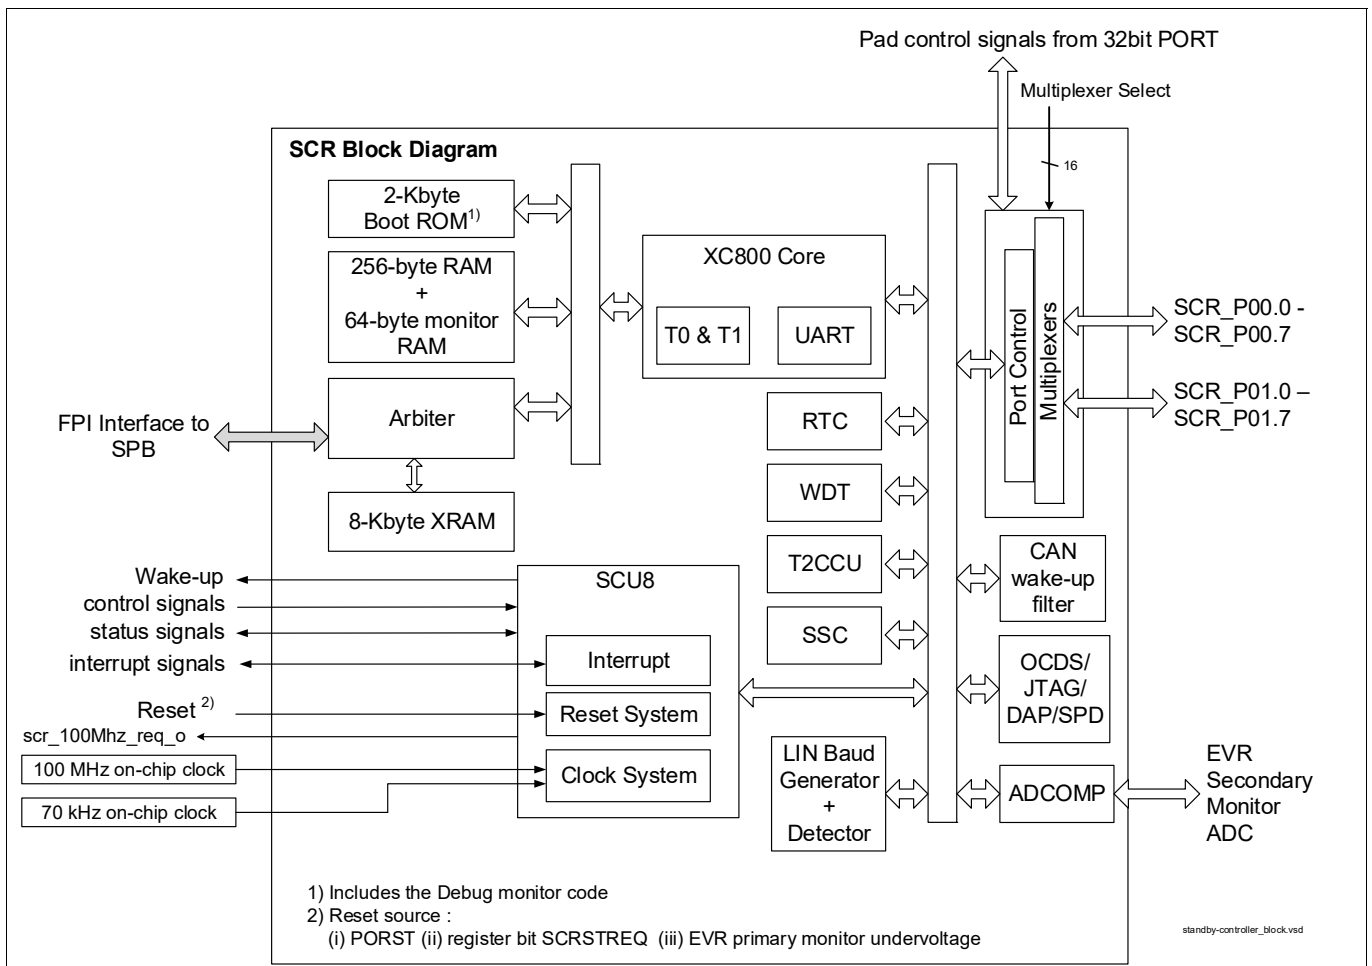 Pad control signals from 32bit PORT
Multiplexer Select
16
SCR Block Diagram
2-Kbyte
Boot ROM1)
256-byte RAM
+
64-byte monitor
RAM
Arbiter
8-Kbyte XRAM
FPI Interface to
SPB
XC800 Core
T0 & T1
UART
RTC
WDT
T2CCU
SSC
LIN Baud
Generator
+
Detector
Port Control
Multiplexers
SCR_P00.0 -
SCR_P00.7
SCR_P01.0 –
SCR_P01.7
CAN
wake-up
filter
OCDS/
JTAG/
DAP/SPD
ADCOMP
EVR
Secondary
Monitor
ADC
SCU8
Interrupt
Reset System
Clock System
Wake-up
control signals
status signals
interrupt signals
Reset 2)
scr_100Mhz_req_o
100 MHz on-chip clock
70 kHz on-chip clock
1) Includes the Debug monitor code
2) Reset source :
(i) PORST (ii) register bit SCRSTREQ (iii) EVR primary monitor undervoltage
standby-controller_block.vsd